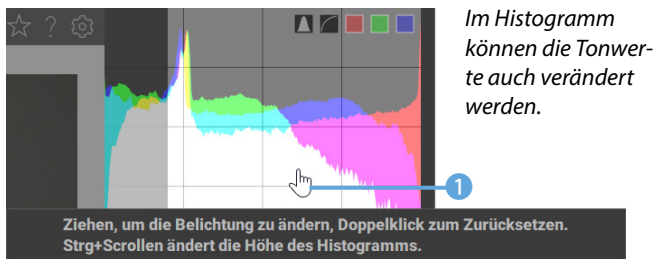 Im Histogramm
können die Tonwer-
te auch verändert
werden.
1
Ziehen, um die Belichtung zu ändern, Doppelklick zum Zurücksetzen.
Strg+Scrollen ändert die Höhe des Histogramms.